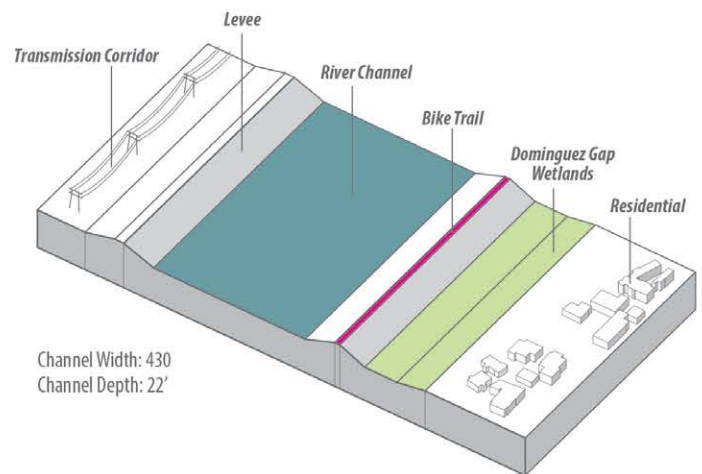 Levee
Transmission Corridor
River Channel
Bike Trail
Dominguez Gap
Wetlands
Residential
Channel Width: 430
Channel Depth: 22’